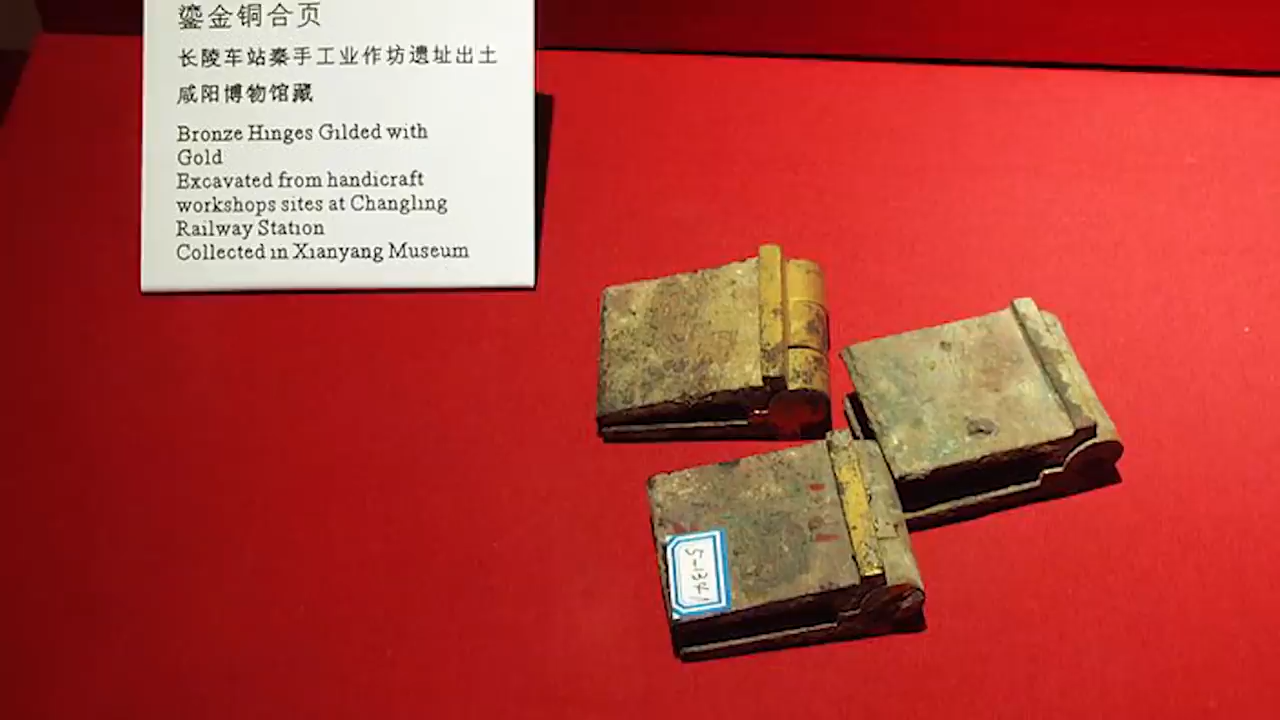 鎏金铜合页
长陵车站秦手工业作坊遗址出土
咸阳博物馆藏
Bronze Hinges Gilded with
Gold
Excavated from handicraft
workshops sites at Changling
Railway Station
Collected in Xianyang Museum
5-1341